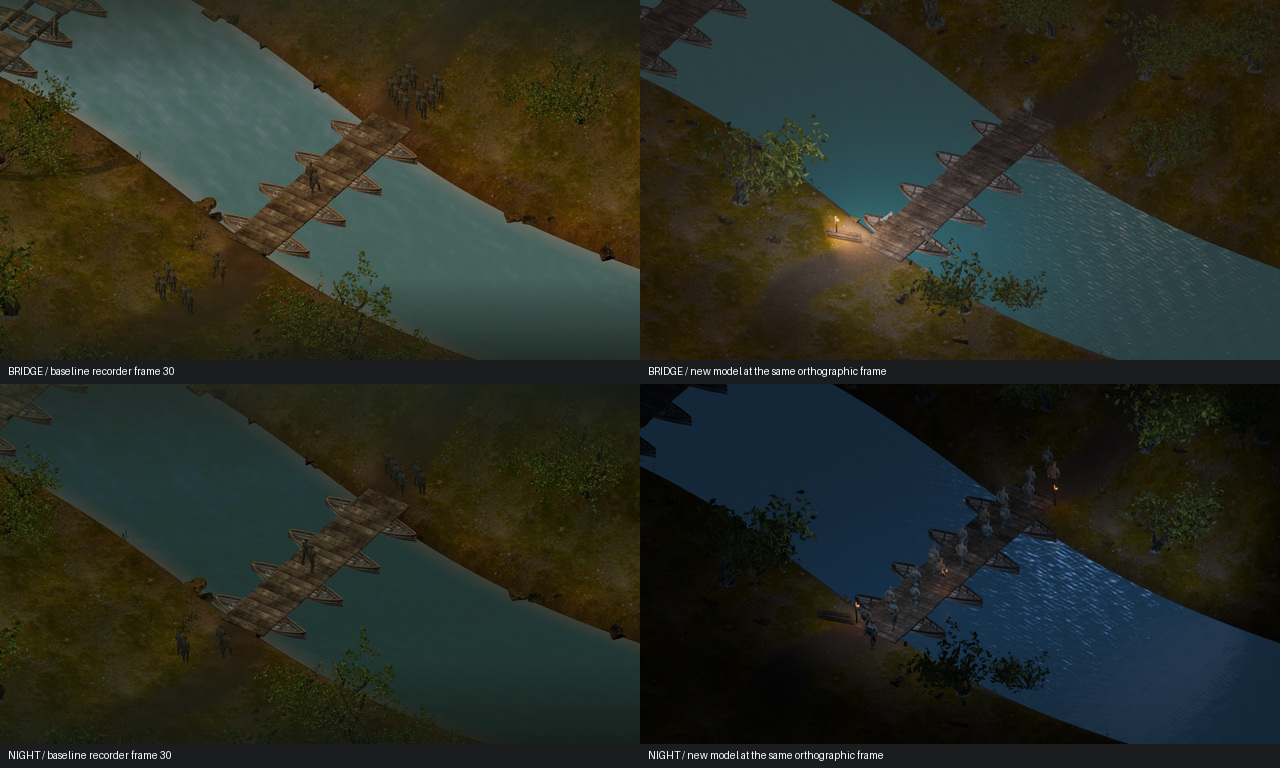 BRIDGE / baseline recorder frame 30
BRIDGE / new model at the same orthographic frame
NIGHT / baseline recorder frame 30
NIGHT / new model at the same orthographic frame